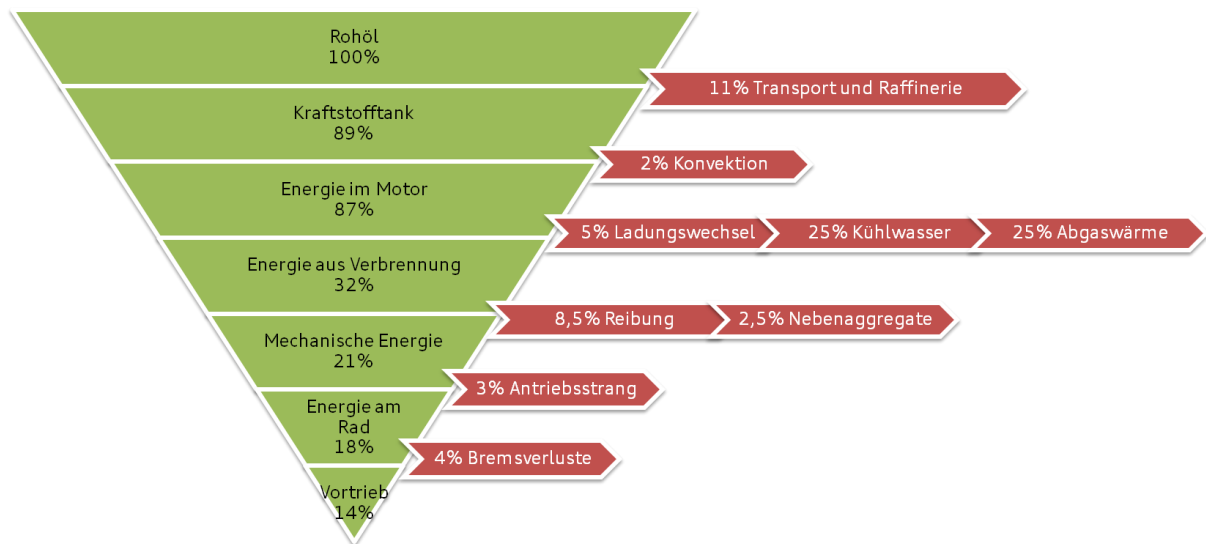 Rohöl
100%
11% Transport und Raffinerie
Kraftstofftank
89%
2% Konvektion
Energie im Motor
87%
5% Ladungswechsel
25% Kühlwasser
25% Abgaswärme
Energie aus Verbrennung
32%
8,5% Reibung
2,5% Nebenaggregate
Mechanische Energie
21%
3% Antriebsstrang
Energie am
Rad
18%
4% Bremsverluste
Vortrieb
14%